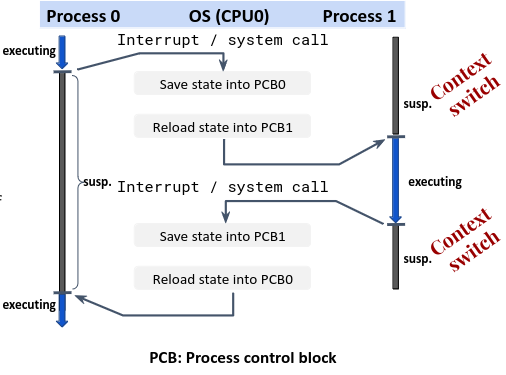 Process 0 OS (CPU0) Process 1
Interrupt / system call
executing
Save state into PCB0
Context
switch
susp.
Reload state into PCB1
susp.
Interrupt / system call
executing
Save state into PCB1
Context
switch
susp.
Reload state into PCB0
executing
PCB: Process control block